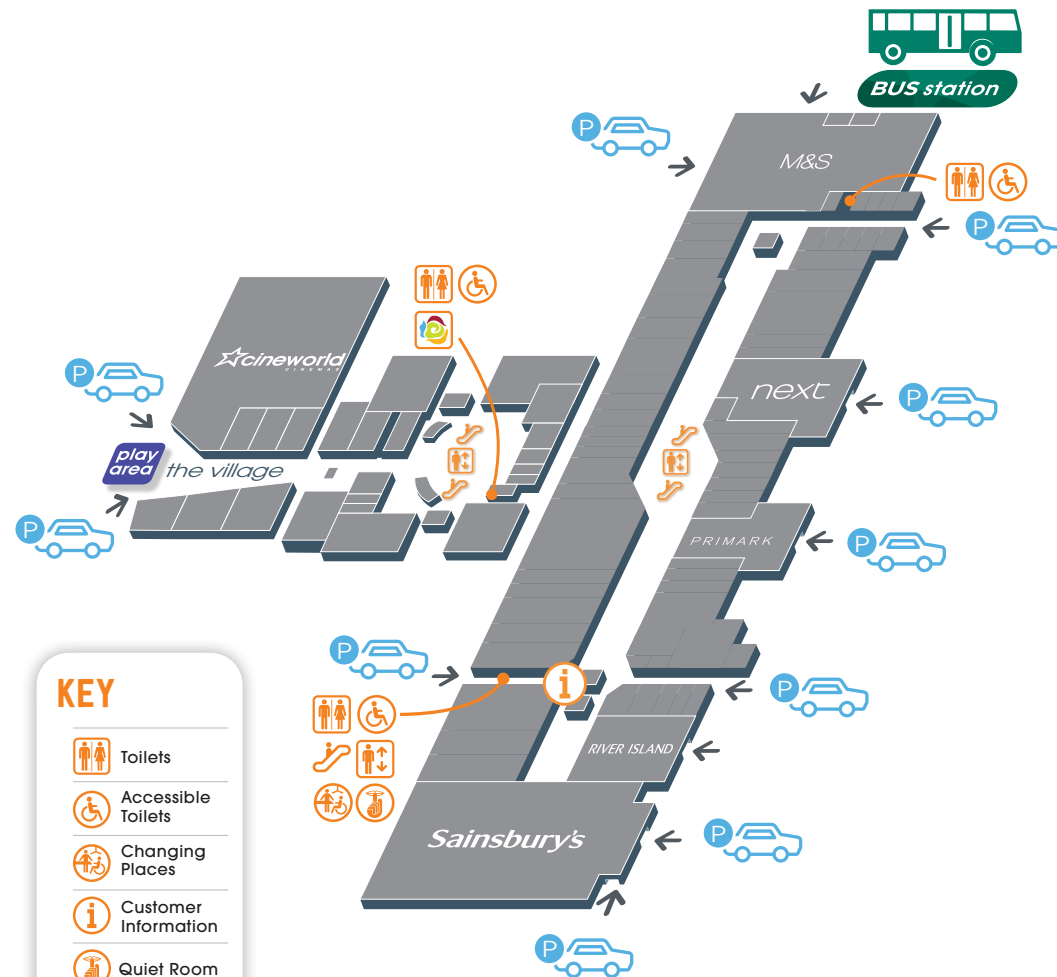 BUS station
P
M&S
P
P
cineworld
CINEMAS
P
next
P
play
area
the village
P
PRIMARK
P
P
i
P
KEY
RIVER ISLAND
Toilets
Accessible
Toilets
Sainsbury's
P
Changing
Places
i
Customer
Information
P
Quiet Room